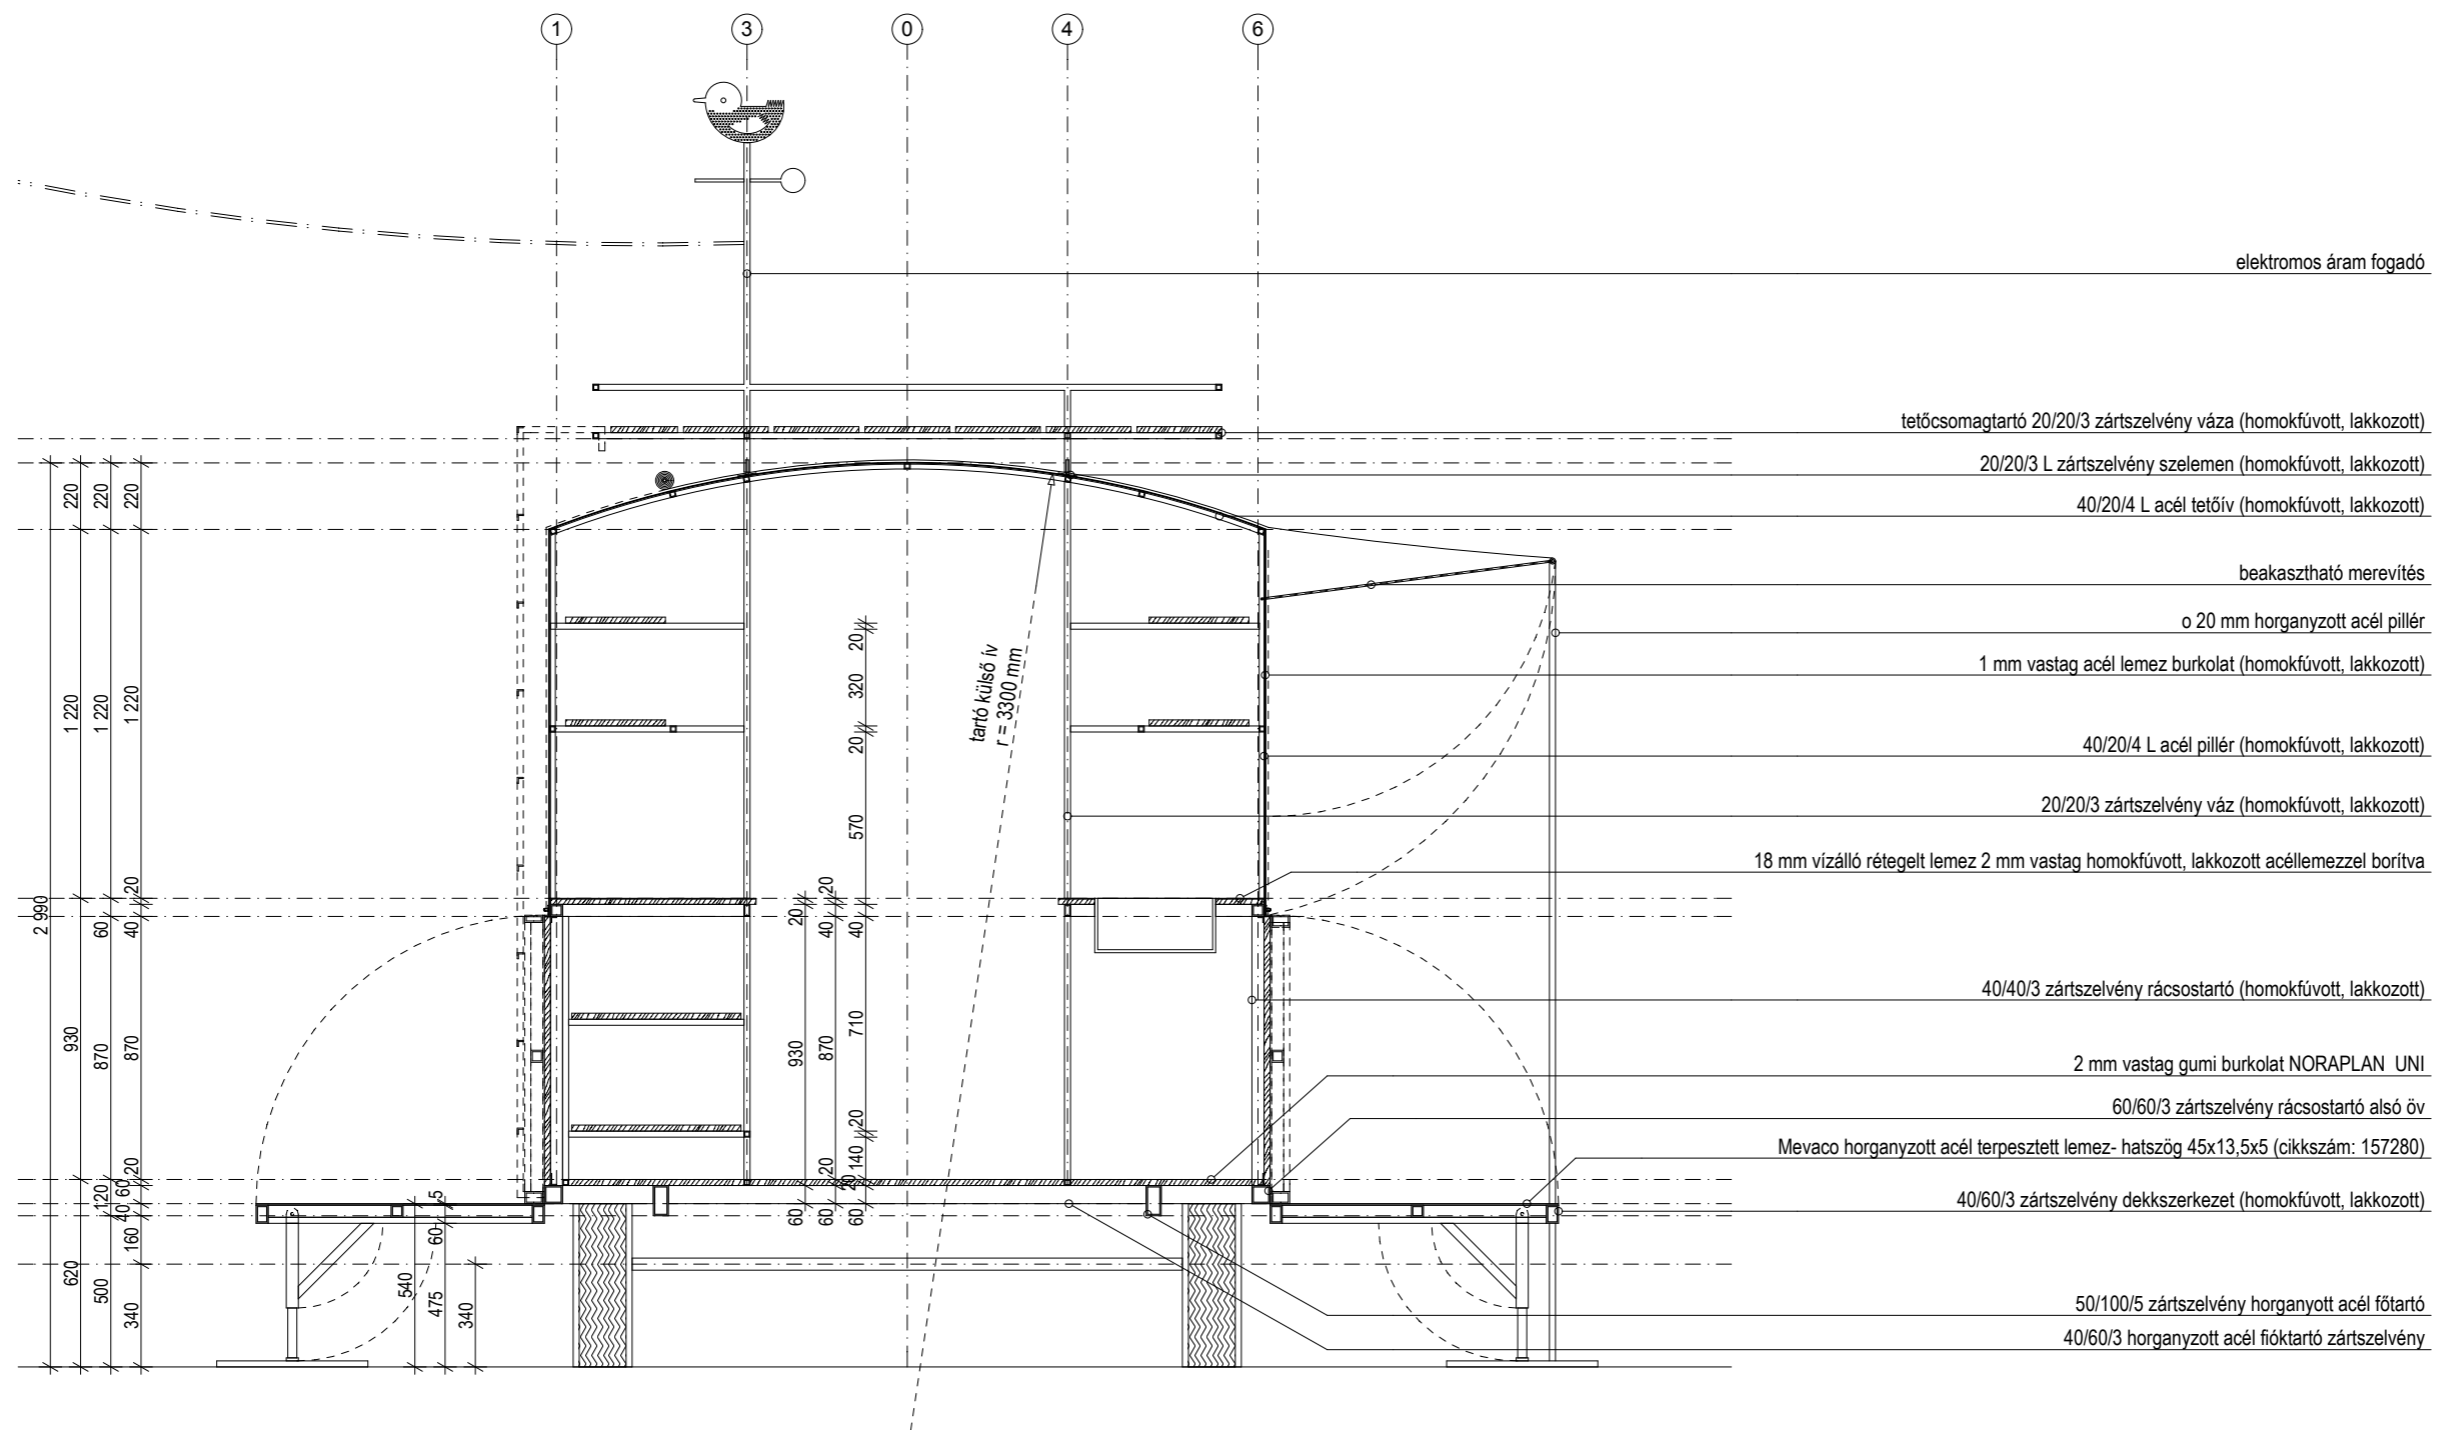 1 3 0 4 6
elektromos áram fogadó
tetőcsomagtartó 20/20/3 zártszelvény váza (homokfúvott, lakkozott)
20/20/3 L zártszelvény szelemen (homokfúvott, lakkozott)
40/20/4 L acél tetőív (homokfúvott, lakkozott)
beakasztható merevítés
o 20 mm horganyzott acél pillér
1 mm vastag acél lemez burkolat (homokfúvott, lakkozott)
40/20/4 L acél pillér (homokfúvott, lakkozott)
20/20/3 zártszelvény váz (homokfúvott, lakkozott)
18 mm vízálló rétegelt lemez 2 mm vastag homokfúvott, lakkozott acéllemezzel borítva
40/40/3 zártszelvény rácsostartó (homokfúvott, lakkozott)
2 mm vastag gumi burkolat NORAPLAN UNI
60/60/3 zártszelvény rácsostartó alsó öv
Mevaco horganyzott acél terpesztett lemez- hatszög 45x13,5x5 (cikkszám: 157280)
40/60/3 zártszelvény dekkszerkezet (homokfúvott, lakkozott)
50/100/5 zártszelvény horganyott acél főtartó
40/60/3 horganyzott acél fióktartó zártszelvény
tartó külső ív
r = 3300 mm
2 990
220
1 220
930
620
220
1 220
60
870
120
500
220
1 220
20
40
870
20
60
40
160
340
540
5
60
475
340
20
930
60
20
40
870
20
60
20
320
20
570
40
710
20
140
20
60